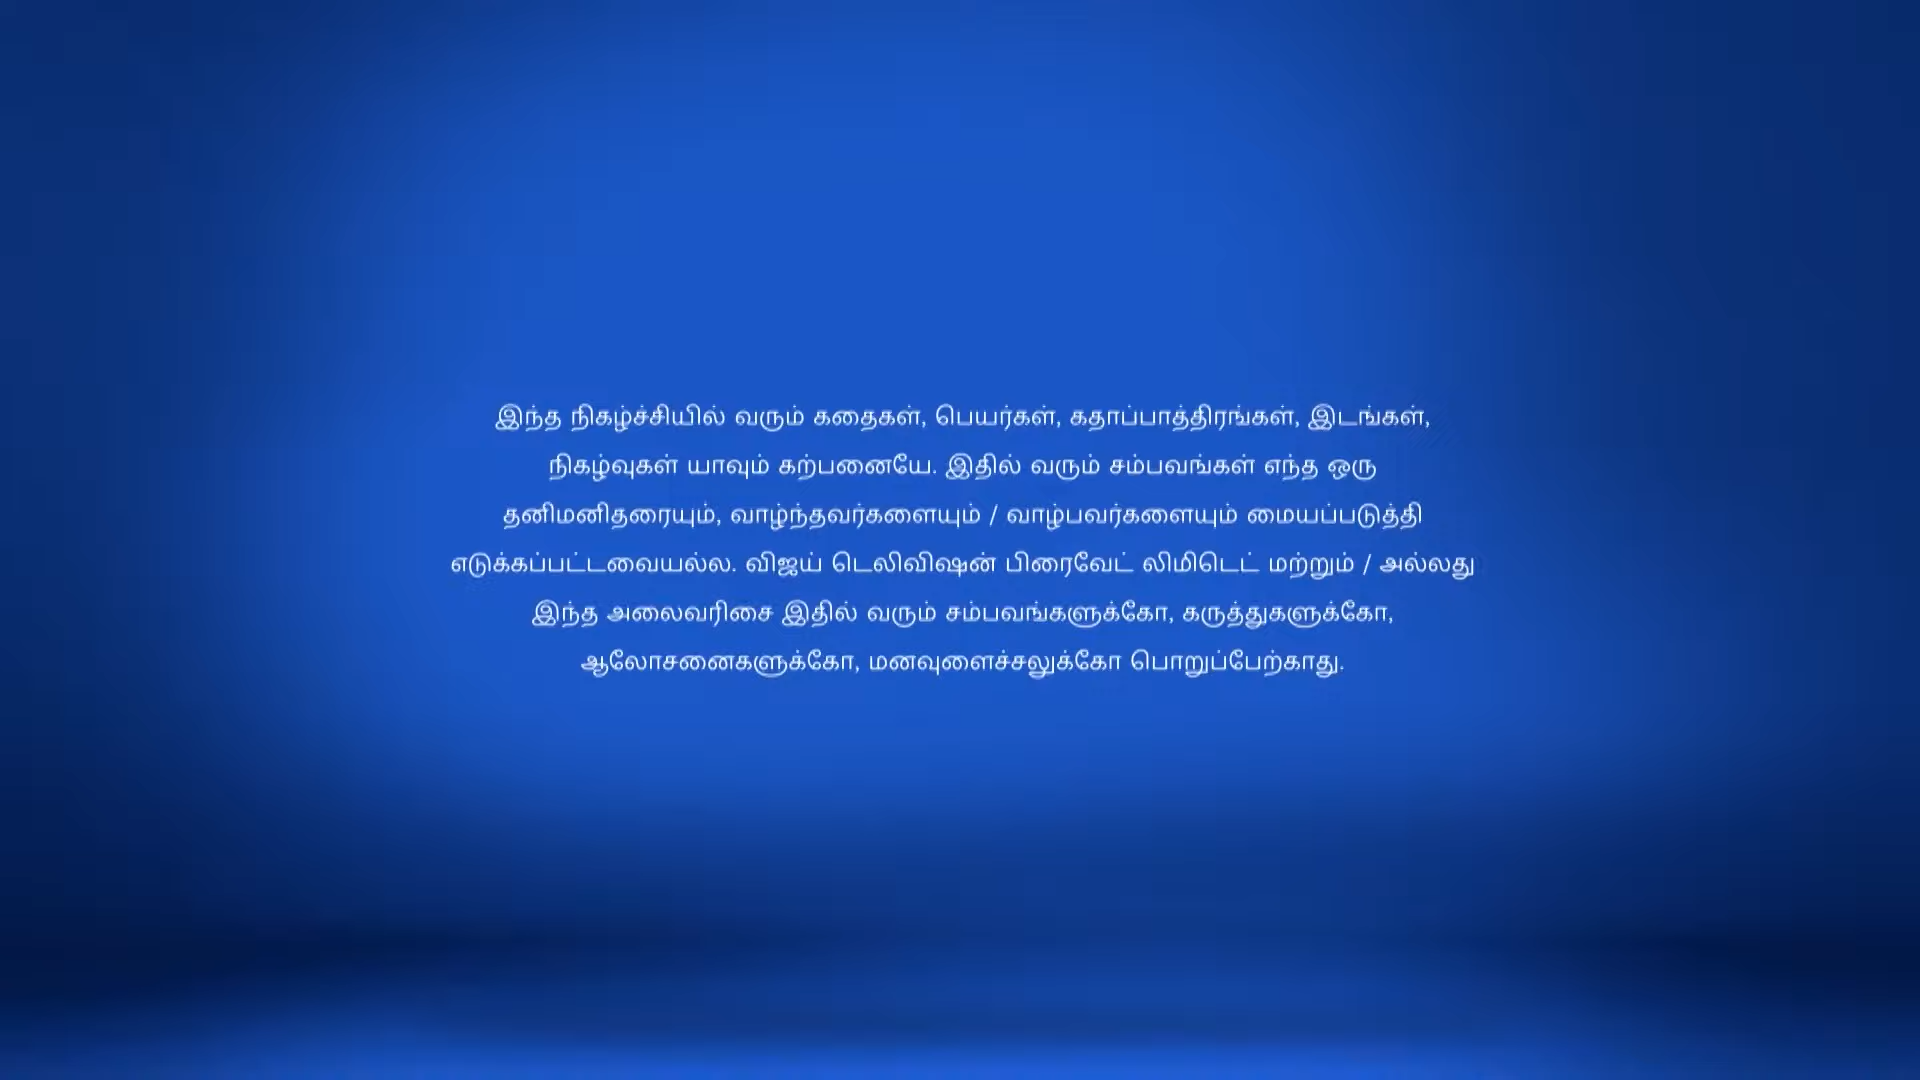 இந்த நிகழ்ச்சியில் வரும் கதைகள், பெயர்கள், கதாப்பாத்திரங்கள், இடங்கள்,
நிகழ்வுகள் யாவும் கற்பனையே. இதில் வரும் சம்பவங்கள் எந்த ஒரு
தனிமனிதரையும், வாழ்ந்தவர்களையும் / வாழ்பவர்களையும் மையப்படுத்தி
எடுக்கப்பட்டவையல்ல. விஜய் டெலிவிஷன் பிரைவேட் லிமிடெட் மற்றும் / அல்லது
இந்த அலைவரிசை இதில் வரும் சம்பவங்களுக்கோ, கருத்துகளுக்கோ,
ஆலோசனைகளுக்கோ, மனவுளைச்சலுக்கோ பொறுப்பேற்காது.